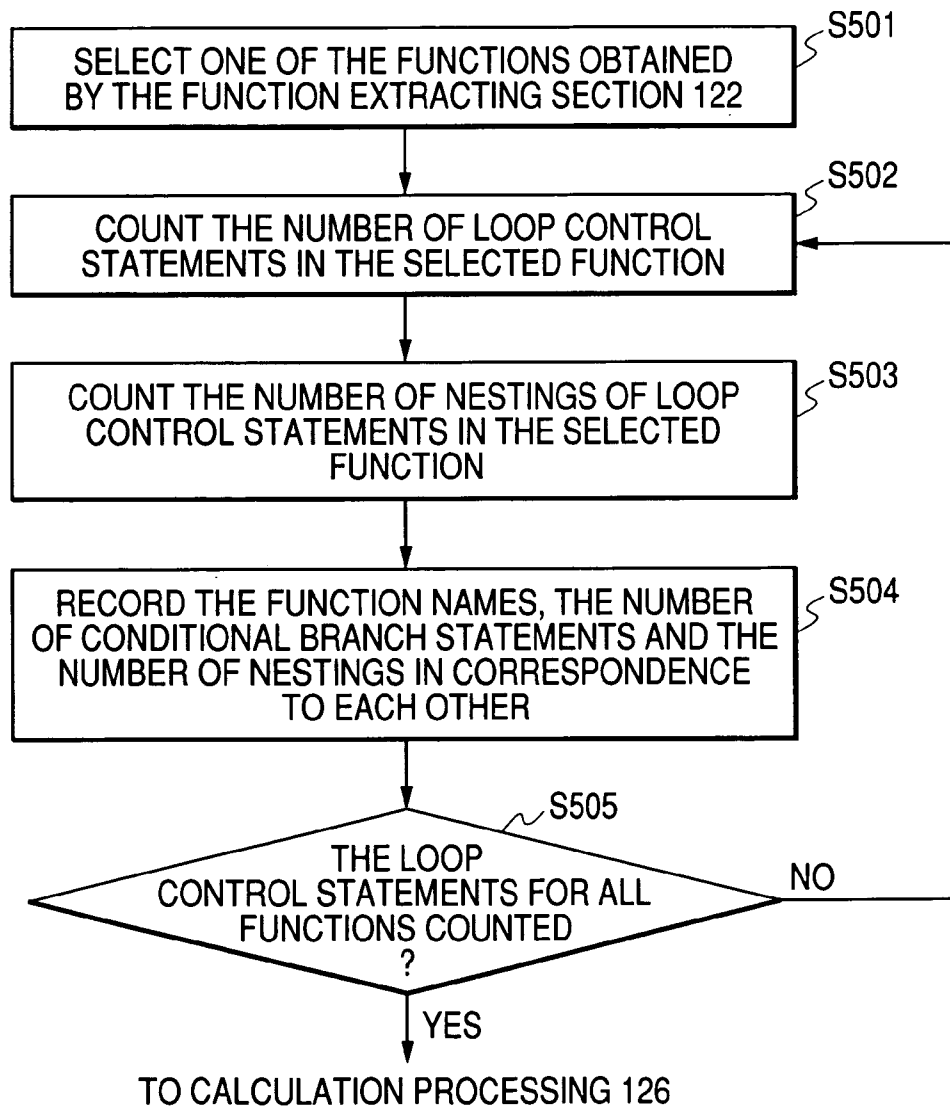 S501
SELECT ONE OF THE FUNCTIONS OBTAINED
BY THE FUNCTION EXTRACTING SECTION 122
S502
COUNT THE NUMBER OF LOOP CONTROL
STATEMENTS IN THE SELECTED FUNCTION
S503
COUNT THE NUMBER OF NESTINGS OF LOOP
CONTROL STATEMENTS IN THE SELECTED
FUNCTION
S504
RECORD THE FUNCTION NAMES, THE NUMBER
OF CONDITIONAL BRANCH STATEMENTS AND THE
NUMBER OF NESTINGS IN CORRESPONDENCE
TO EACH OTHER
S505
THE LOOP
CONTROL STATEMENTS FOR ALL
FUNCTIONS COUNTED
?
NO
YES
TO CALCULATION PROCESSING 126